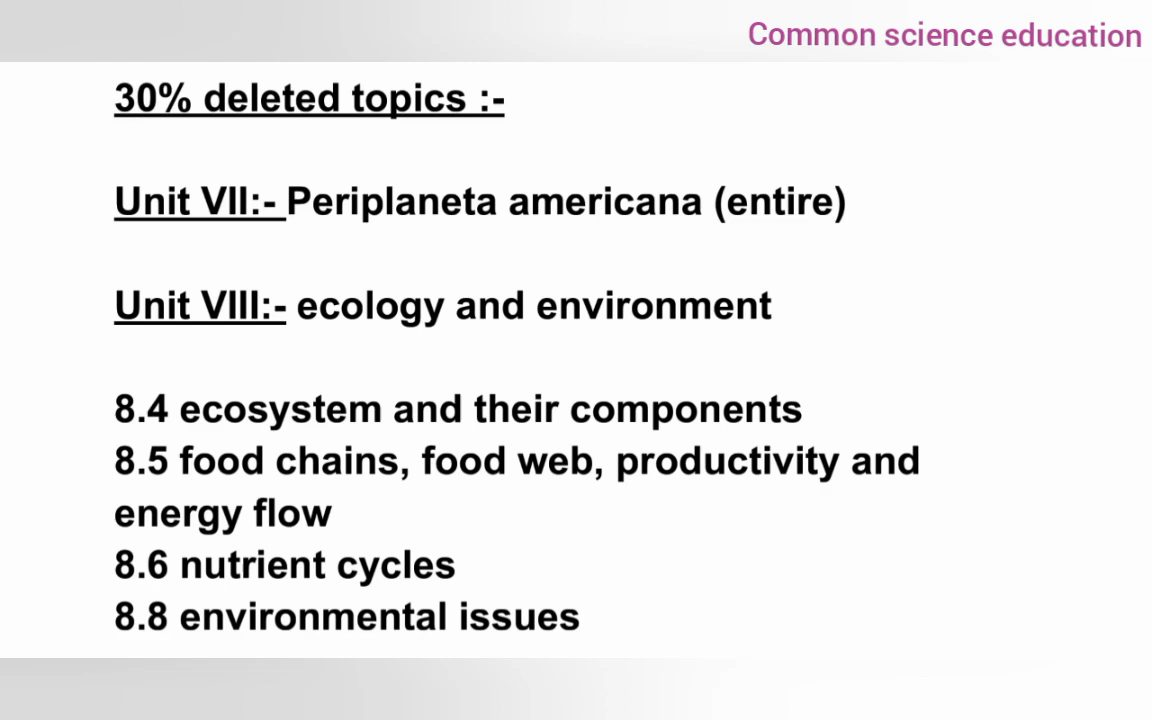 Common science education
30% deleted topics :-
Unit VII:- Periplaneta americana (entire)
Unit VIII:- ecology and environment
8.4 ecosystem and their components
8.5 food chains, food web, productivity and
energy flow
8.6 nutrient cycles
8.8 environmental issues